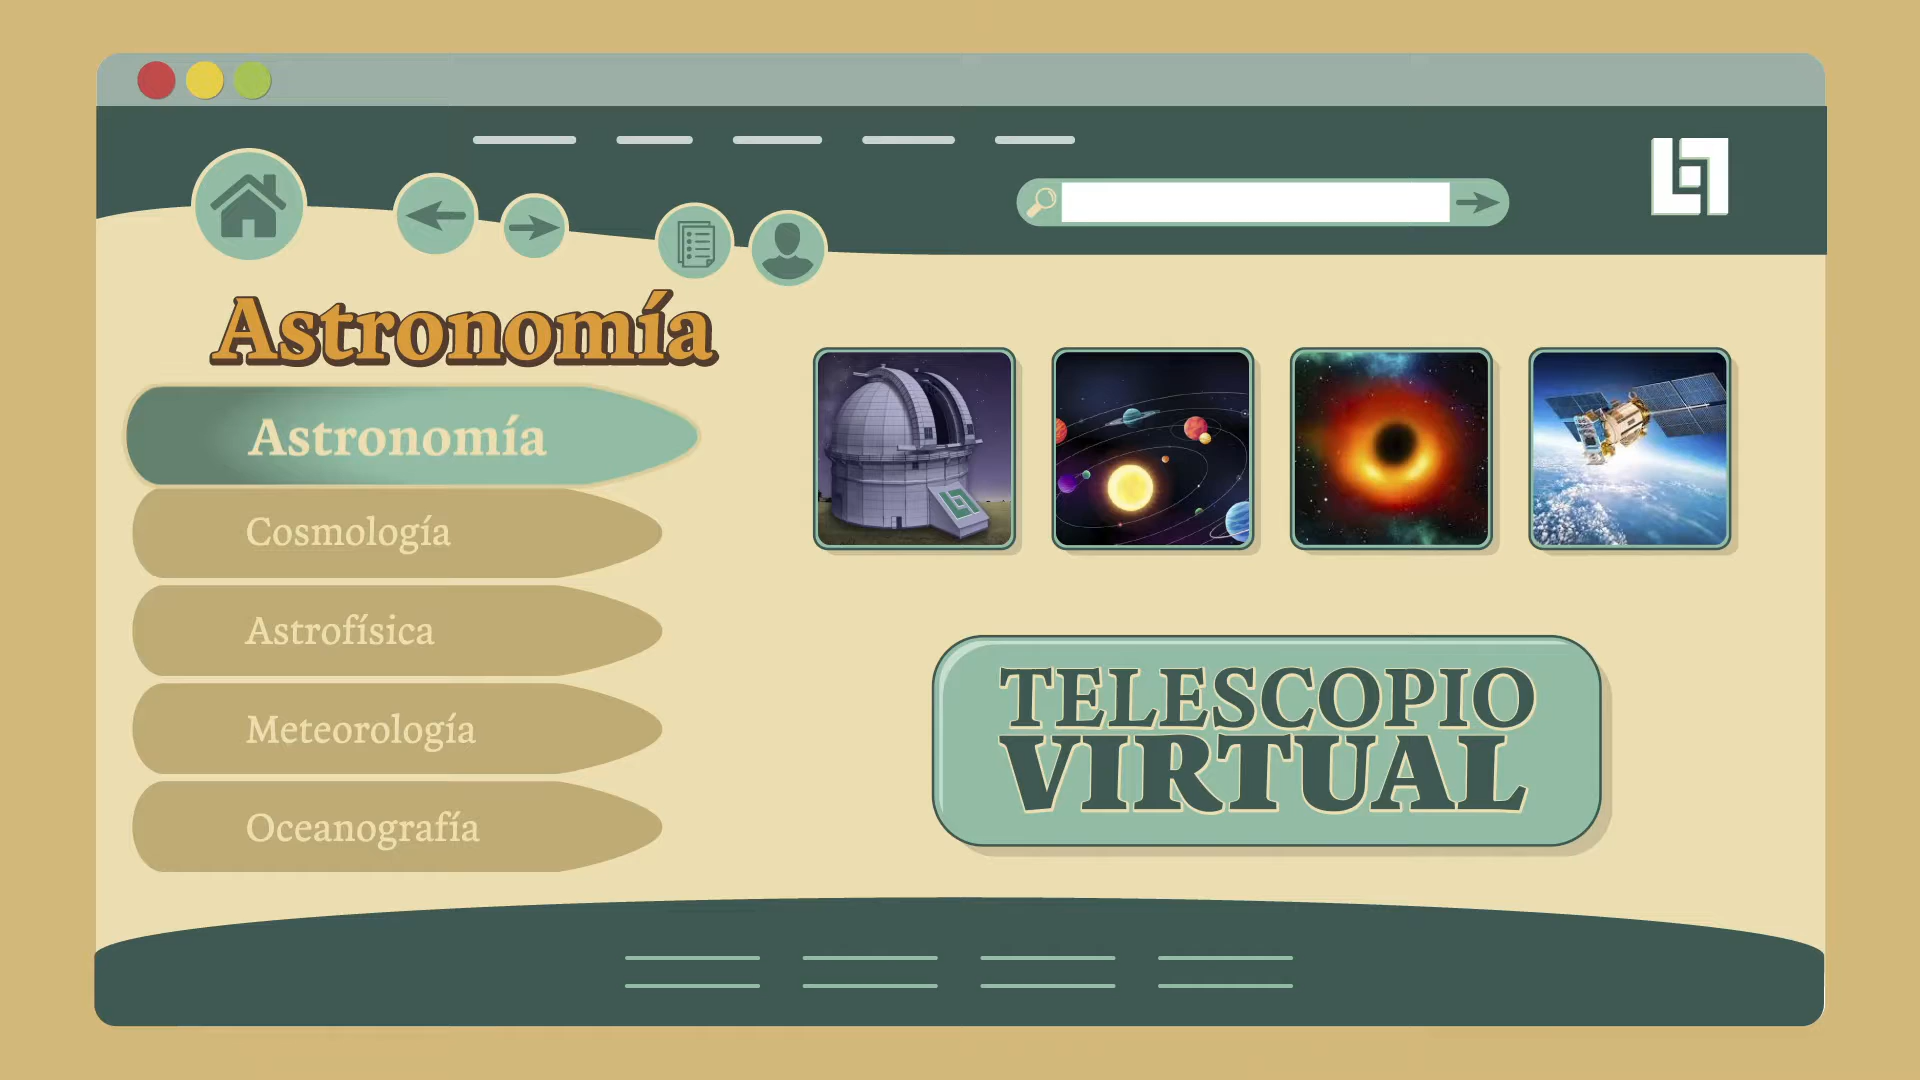 Astronomía
Astronomía
Cosmología
Astrofísica
Meteorología
Oceanografía
TELESCOPIO
VIRTUAL